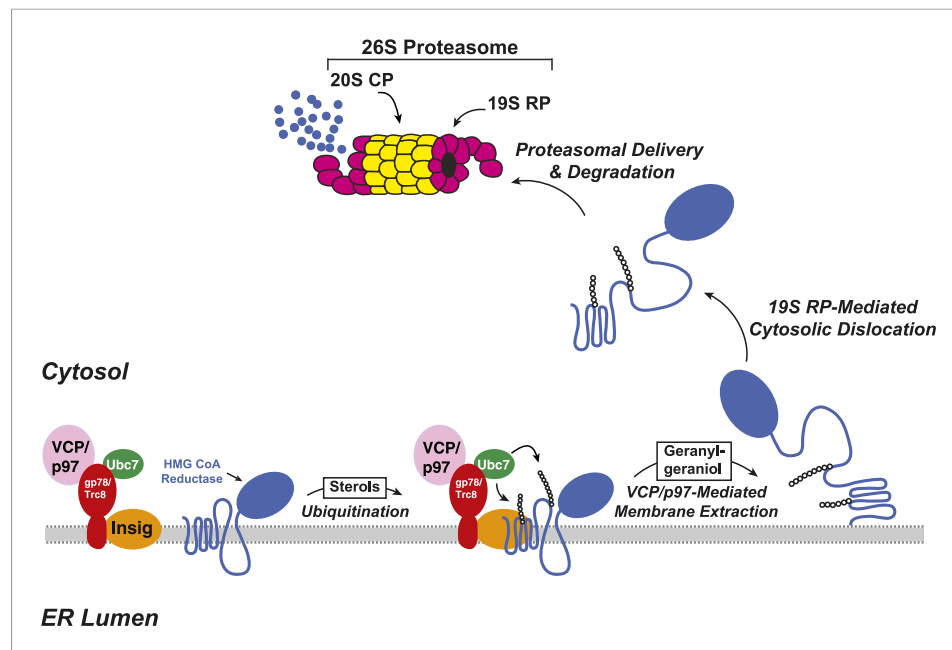 26S Proteasome
20S CP
19S RP
Proteasomal Delivery
& Degradation
19S RP-Mediated
Cytosolic Dislocation
Cytosol
VCP/
p97
Ubc7
gp78/
Trc8
Insig
HMG CoA
Reductase
Sterols
Ubiquitination
VCP/
p97
Ubc7
gp78/
Trc8
Geranyl-
geraniol
VCP/p97-Mediated
Membrane Extraction
ER Lumen